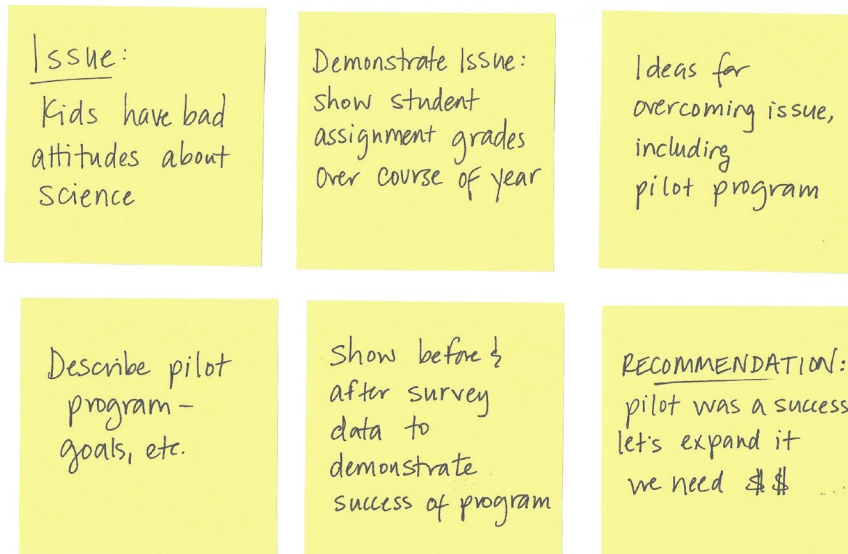 Issue:
Kids have bad
attitudes about
science
Demonstrate Issue:
show student
assignment grades
over course of year
Ideas for
overcoming issue,
including
pilot program
Describe pilot
program –
goals, etc.
Show before &
after survey
data to
demonstrate
success of program
RECOMMENDATION:
pilot was a success
let's expand it
we need $$